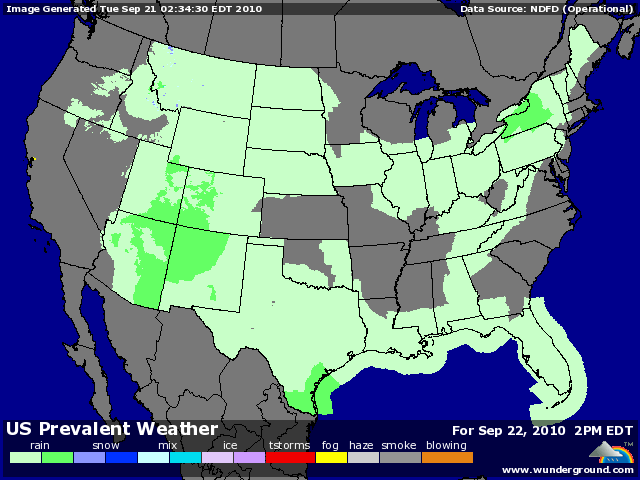 Image Generated Tue Sep 21 02:34:30 EDT 2010 Data Source: NDFD (Operational)
US Prevalent Weather For Sep 22, 2010 2PM EDT
rain snow mix ice tstorms fog haze smoke blowing
www.wunderground.com